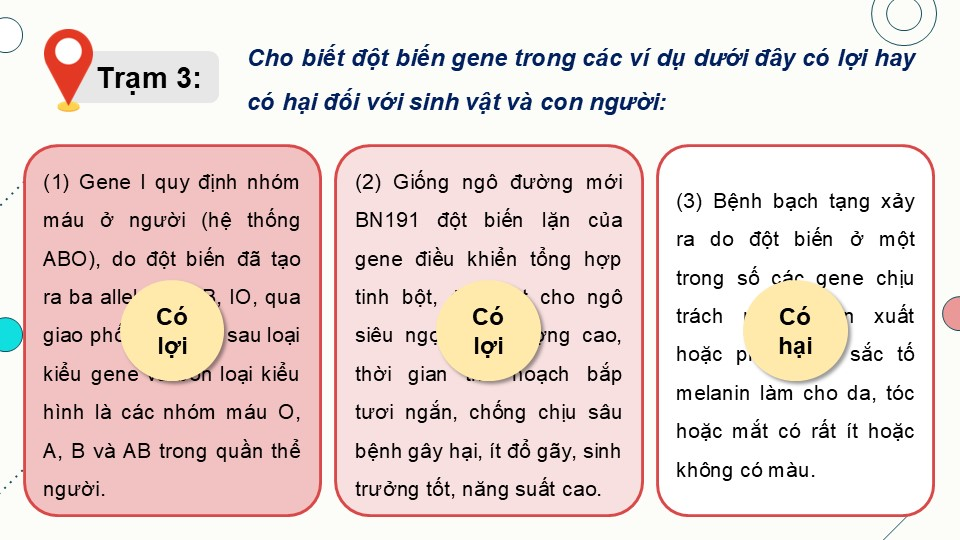 Trạm 3:
Cho biết đột biến gene trong các ví dụ dưới đây có lợi hay
có hại đối với sinh vật và con người:
(1) Gene I quy định nhóm
máu ở người (hệ thống
ABO), do đột biến đã tạo
ra ba B, IO, qua
giao sau loại
kiểu gene loại kiểu
hình là các nhóm máu O,
A, B và AB trong quần thể
người.
Có
lợi
(2) Giống ngô đường mới
BN191 đột biến lặn của
gene điều khiển tổng hợp
tinh bột, cho ngô
siêu cao,
thời gian hoạch bắp
tươi ngắn, chống chịu sâu
bệnh gây hại, ít đổ gãy, sinh
trưởng tốt, năng suất cao.
Có
lợi
(3) Bệnh bạch tạng xảy
ra do đột biến ở một
trong số các gene chịu
trách xuất
hoặc sắc tố
melanin làm cho da, tóc
hoặc mắt có rất ít hoặc
không có màu.
Có
hại